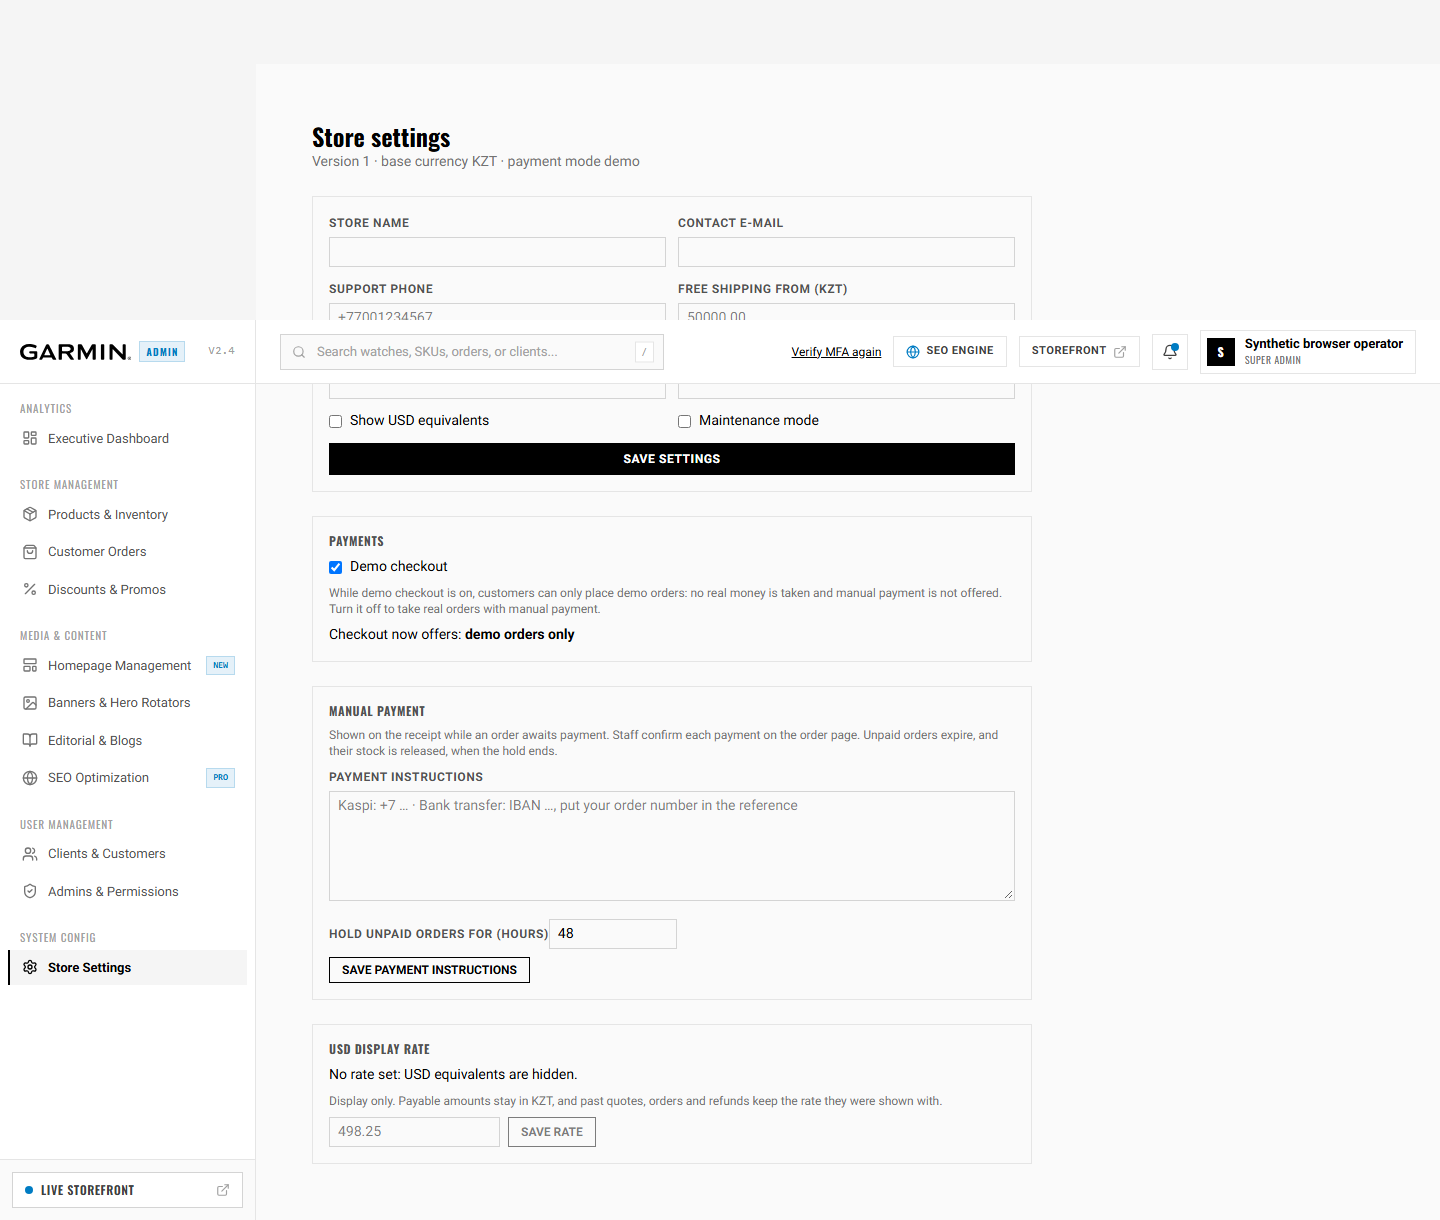 Store settings
Version 1 · base currency KZT · payment mode demo
STORE NAME
CONTACT E-MAIL
SUPPORT PHONE
FREE SHIPPING FROM (KZT)
+77001234567
50000.00
GARMIN. ADMIN V2.4
Search watches, SKUs, orders, or clients... /
Verify MFA again
SEO ENGINE
STOREFRONT
S
Synthetic browser operator
SUPER ADMIN
ANALYTICS
Executive Dashboard
STORE MANAGEMENT
Products & Inventory
Customer Orders
Discounts & Promos
MEDIA & CONTENT
Homepage Management NEW
Banners & Hero Rotators
Editorial & Blogs
SEO Optimization PRO
USER MANAGEMENT
Clients & Customers
Admins & Permissions
SYSTEM CONFIG
Store Settings
LIVE STOREFRONT
Show USD equivalents
Maintenance mode
SAVE SETTINGS
PAYMENTS
Demo checkout
While demo checkout is on, customers can only place demo orders: no real money is taken and manual payment is not offered.
Turn it off to take real orders with manual payment.
Checkout now offers: demo orders only
MANUAL PAYMENT
Shown on the receipt while an order awaits payment. Staff confirm each payment on the order page. Unpaid orders expire, and
their stock is released, when the hold ends.
PAYMENT INSTRUCTIONS
Kaspi: +7 ... · Bank transfer: IBAN ..., put your order number in the reference
HOLD UNPAID ORDERS FOR (HOURS) 48
SAVE PAYMENT INSTRUCTIONS
USD DISPLAY RATE
No rate set: USD equivalents are hidden.
Display only. Payable amounts stay in KZT, and past quotes, orders and refunds keep the rate they were shown with.
498.25
SAVE RATE